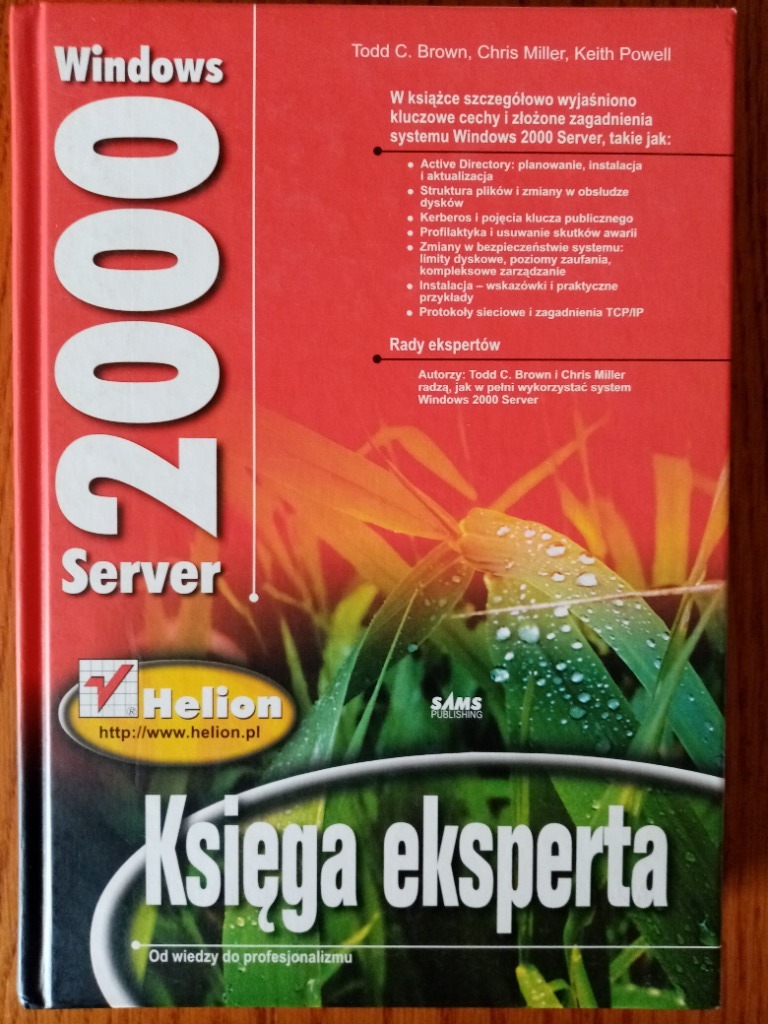 Todd C. Brown, Chris Miller, Keith Powell
Windows
2000
Server
W książce szczegółowo wyjaśniono
kluczowe cechy i złożone zagadnienia
systemu Windows 2000 Server, takie jak:
• Active Directory: planowanie, instalacja
i aktualizacja
• Struktura plików i zmiany w obsłudze
dysków
• Kerberos i pojęcia klucza publicznego
• Profilaktyka i usuwanie skutków awarii
• Zmiany w bezpieczeństwie systemu:
limity dyskowe, poziomy zaufania,
kompleksowe zarządzanie
• Instalacja – wskazówki i praktyczne
przykłady
• Protokoły sieciowe i zagadnienia TCP/IP
Rady ekspertów
Autorzy: Todd C. Brown i Chris Miller
radzą, jak w pełni wykorzystać system
Windows 2000 Server
®
Helion
http://www.helion.pl
SAMS
PUBLISHING
Księga eksperta
Od wiedzy do profesjonalizmu